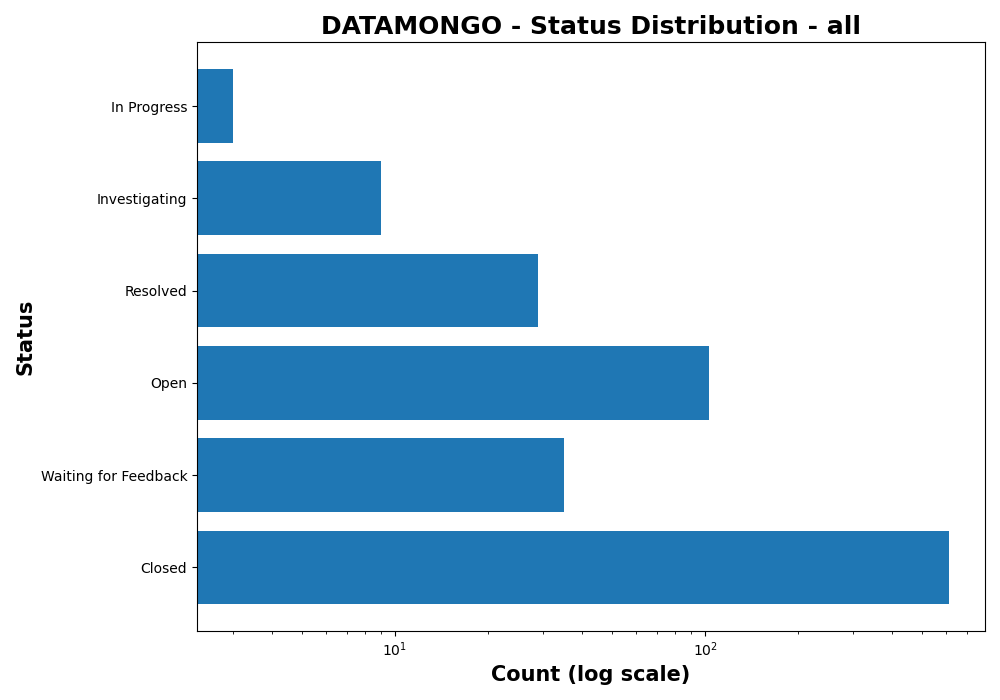 DATAMONGO - Status Distribution - all
Status
In Progress
Investigating
Resolved
Open
Waiting for Feedback
Closed
10¹
10²
Count (log scale)